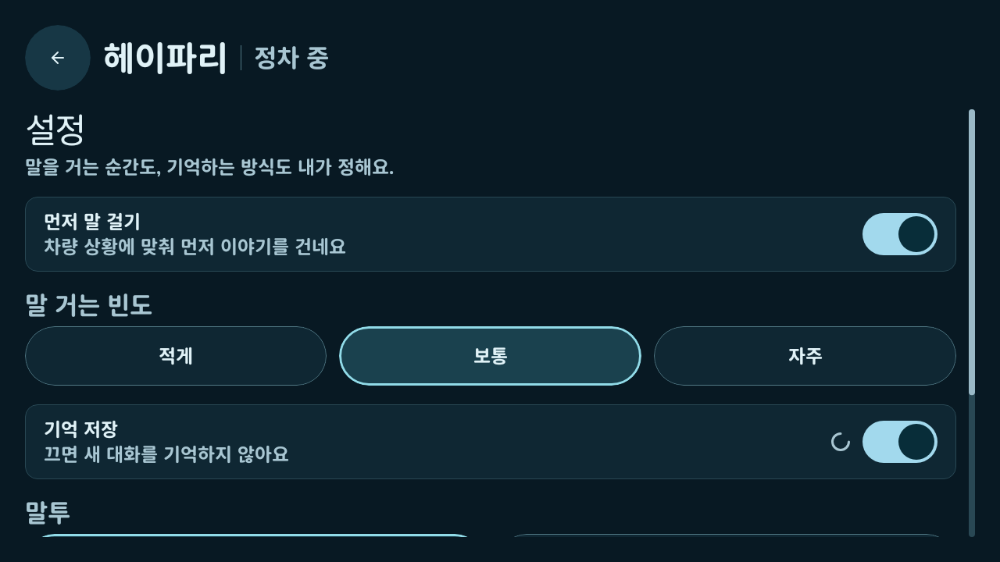 헤이파리
정차 중
설정
말을 거는 순간도, 기억하는 방식도 내가 정해요.
먼저 말 걸기
차량 상황에 맞춰 먼저 이야기를 건네요
말 거는 빈도
적게
보통
자주
기억 저장
끄면 새 대화를 기억하지 않아요
말투